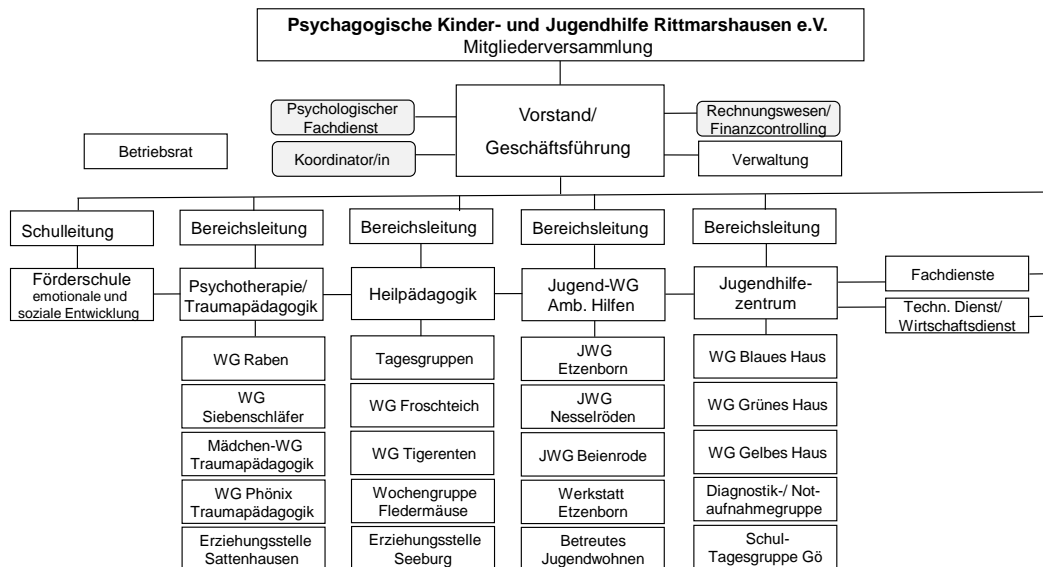 Psychagogische Kinder- und Jugendhilfe Rittmarshausen e.V.
Mitgliederversammlung
Psychologischer
Fachdienst
Koordinator/in
Vorstand/
Geschäftsführung
Rechnungswesen/
Finanzcontrolling
Verwaltung
Betriebsrat
Schulleitung
Bereichsleitung
Bereichsleitung
Bereichsleitung
Bereichsleitung
Förderschule
emotionale und
soziale Entwicklung
Psychotherapie/
Traumapädagogik
Heilpädagogik
Jugend-WG
Amb. Hilfen
Jugendhilfe-
zentrum
Fachdienste
Techn. Dienst/
Wirtschaftsdienst
WG Raben
WG
Siebenschläfer
Mädchen-WG
Traumapädagogik
WG Phönix
Traumapädagogik
Erziehungsstelle
Sattenhausen
Tagesgruppen
WG Froschteich
WG Tigerenten
Wochengruppe
Fledermäuse
Erziehungsstelle
Seeburg
JWG
Etzenborn
JWG
Nesselröden
JWG Beienrode
Werkstatt
Etzenborn
Betreutes
Jugendwohnen
WG Blaues Haus
WG Grünes Haus
WG Gelbes Haus
Diagnostik-/ Not-
aufnahmegruppe
Schul-
Tagesgruppe Gö